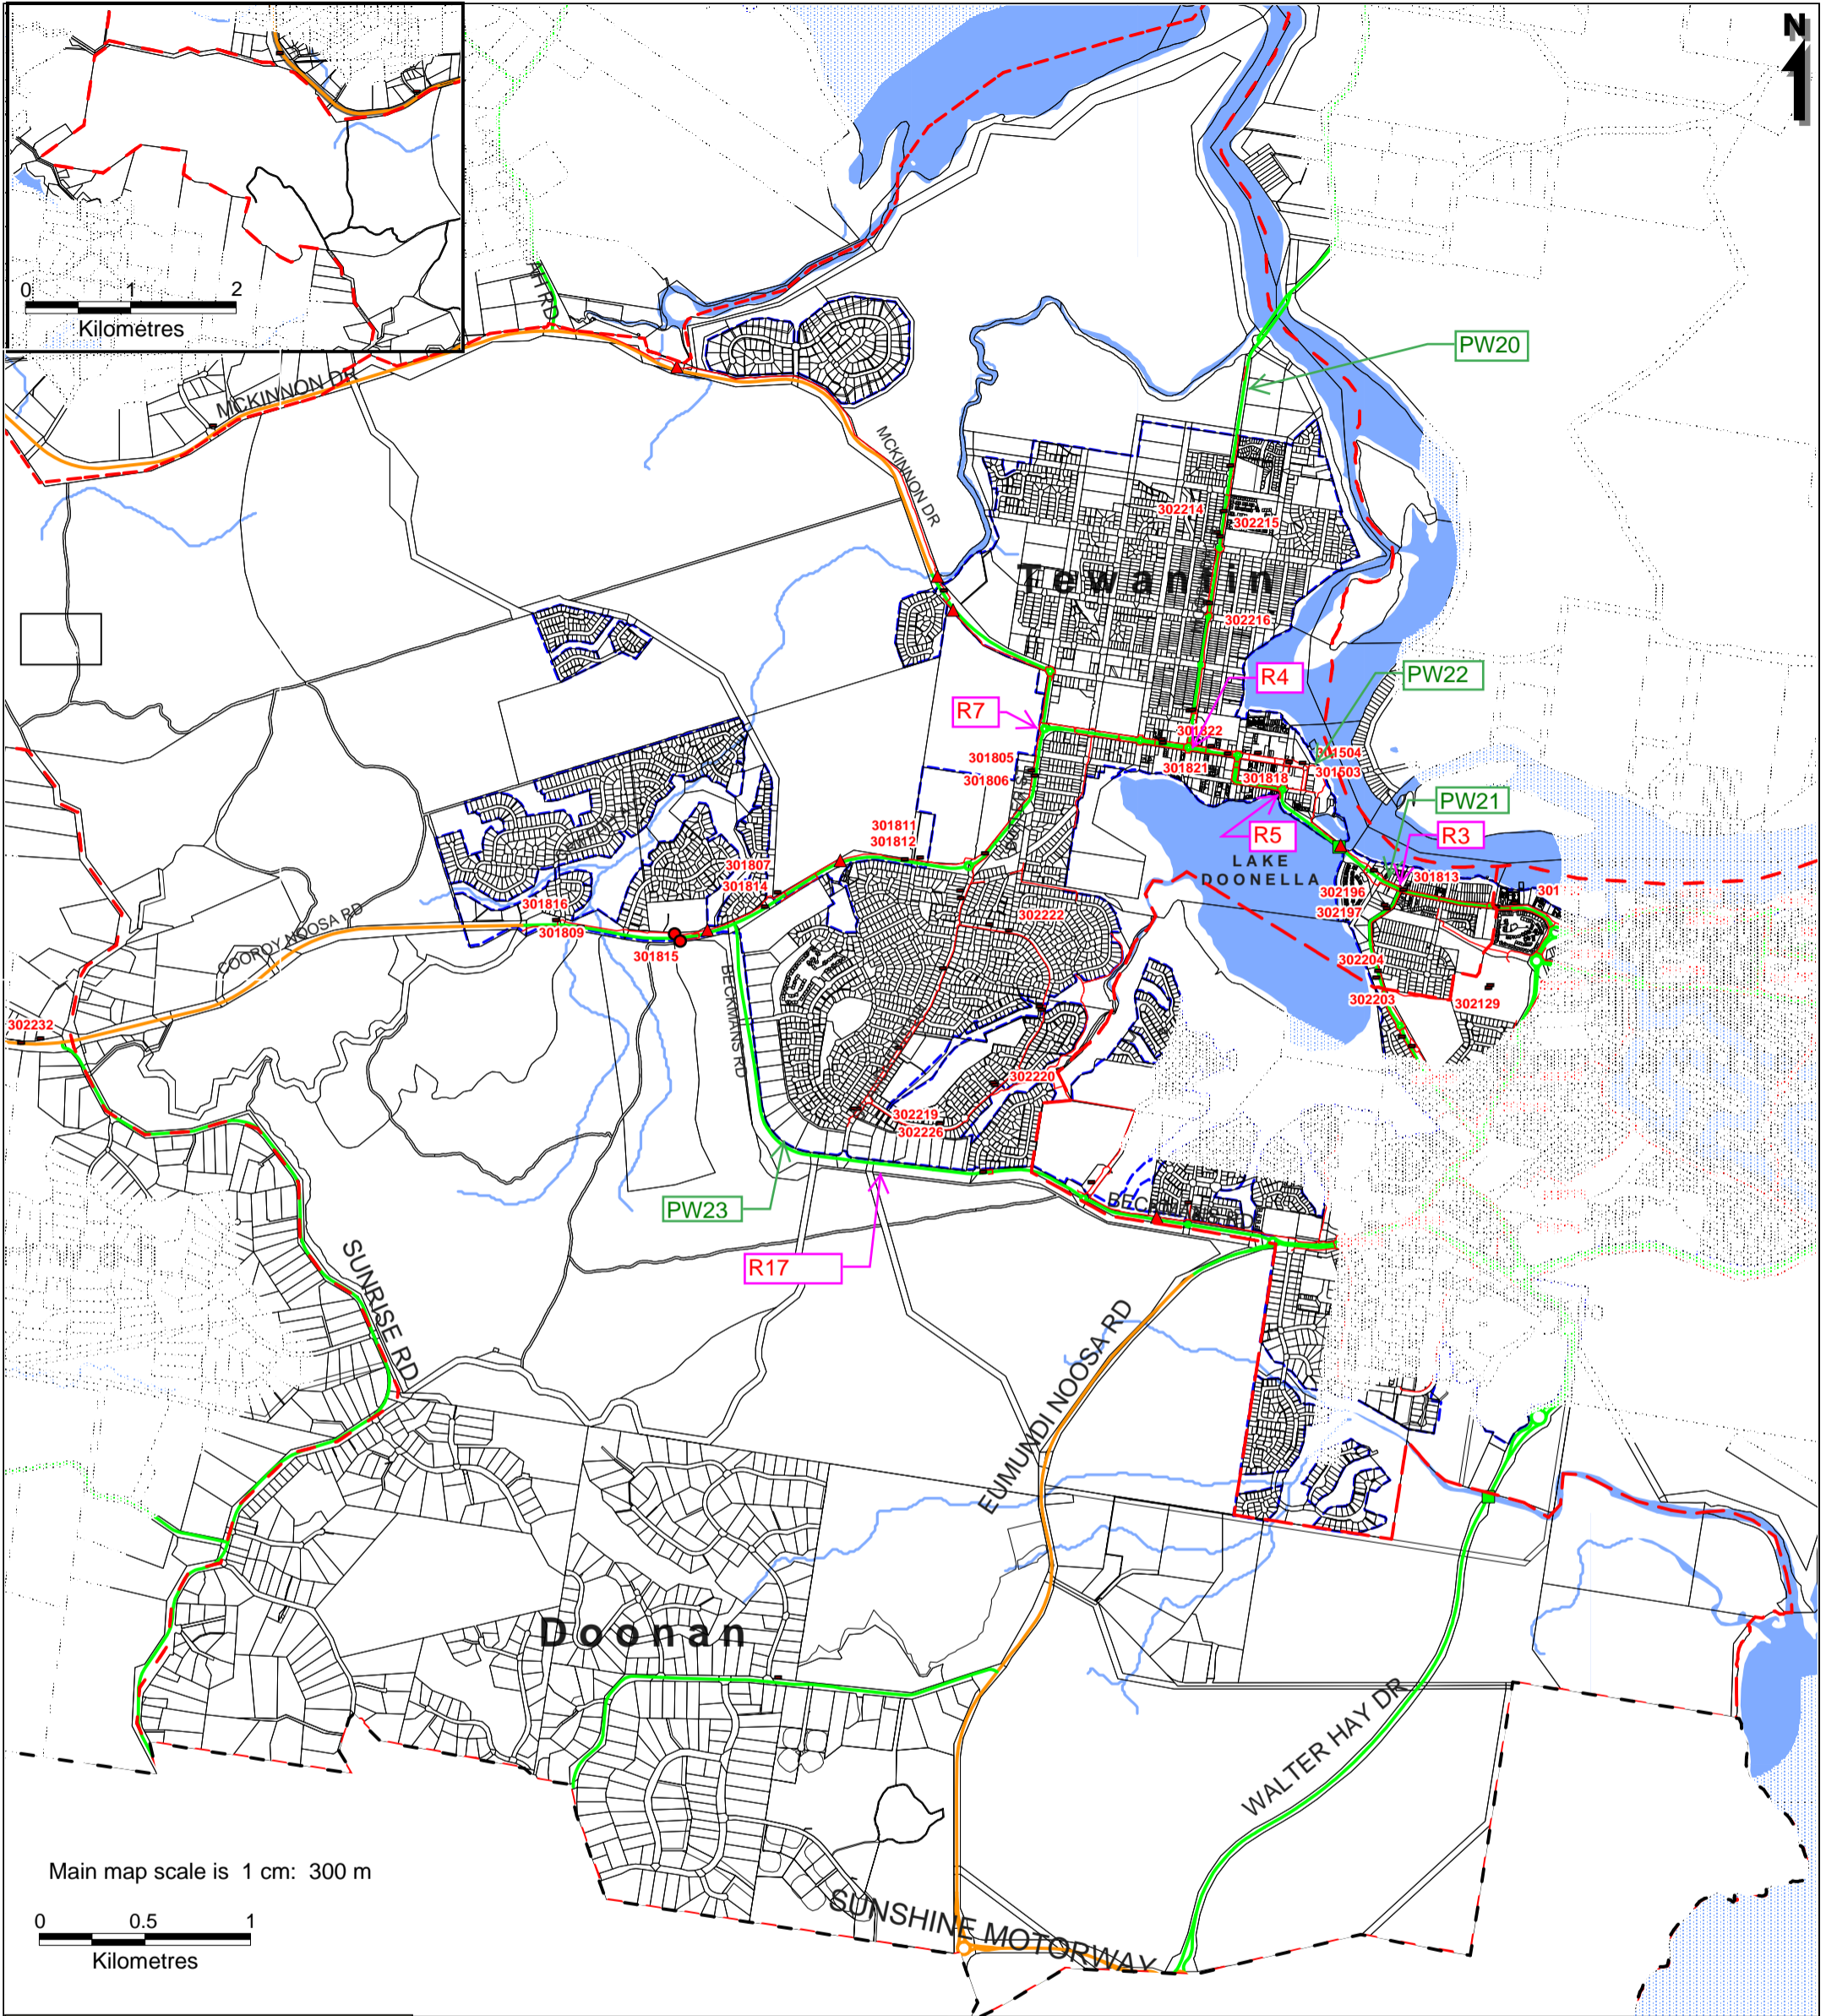 N
0 1 2
Kilometres
MCKINNON DR
PW20
MCKINNON DR
302214
302215
Tewantin
302216
R4
PW22
R7
301822
301805
301806
301821
301818
301504
301503
PW21
R5
R3
301811
301812
LAKE
DOONELLA
301807
301814
301813
302196
302197
301
301816
301809
302222
COOROY NOOSA RD
301815
302204
302203
302129
BECKMANS RD
302232
302220
302219
302226
PW23
BECKMANS RD
R17
SUNRISE RD
EUMUNDI NOOSA RD
Doonan
WALTER HAY DR
Main map scale is 1 cm: 300 m
SUNSHINE MOTORWAY
0 0.5 1
Kilometres